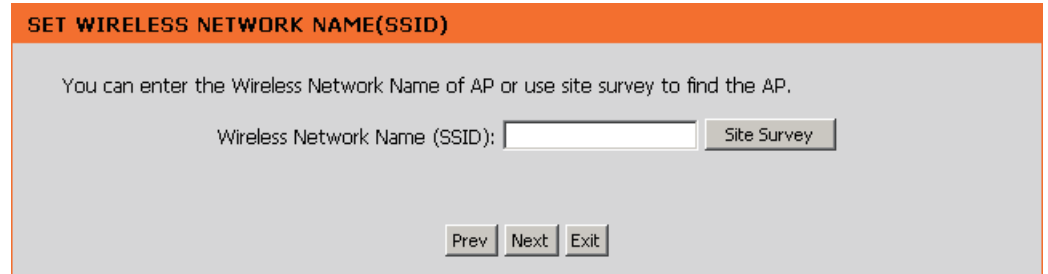 SET WIRELESS NETWORK NAME(SSID)
You can enter the Wireless Network Name of AP or use site survey to find the AP.
Wireless Network Name (SSID): Site Survey
Prev Next Exit